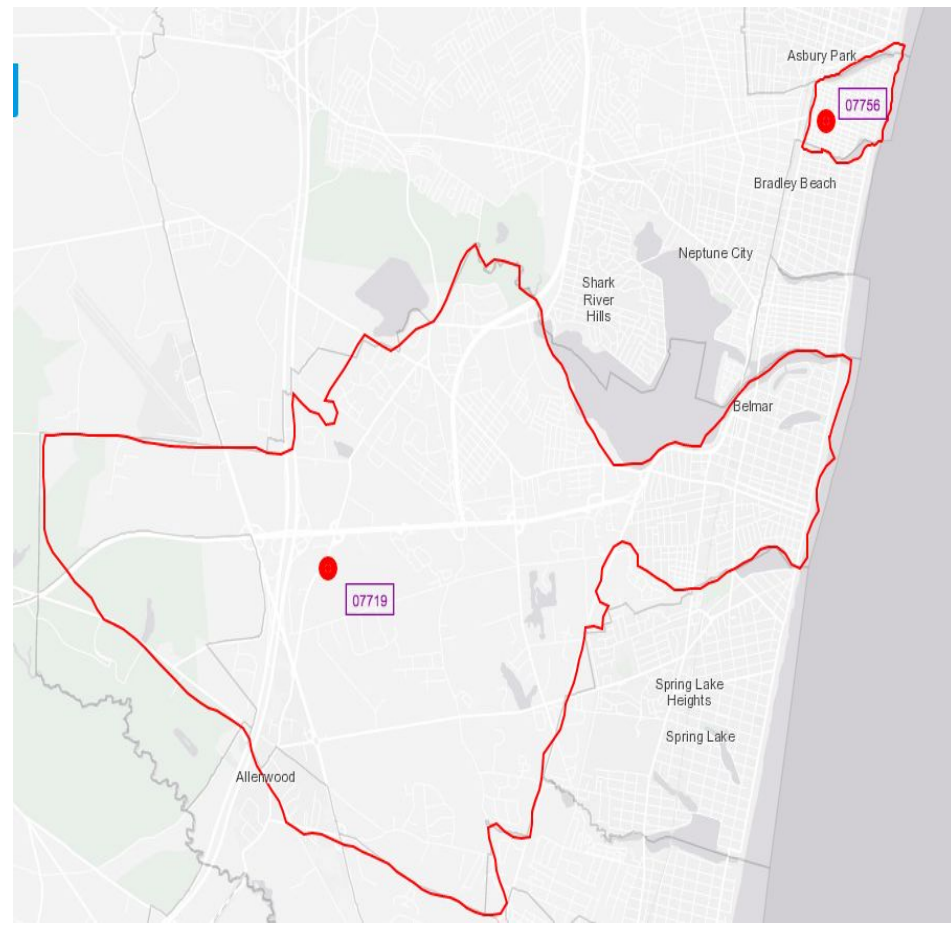 Asbury Park
07756
Bradley Beach
Neptune City
Shark
River
Hills
Belmar
07719
Spring Lake
Heights
Spring Lake
Allenwood